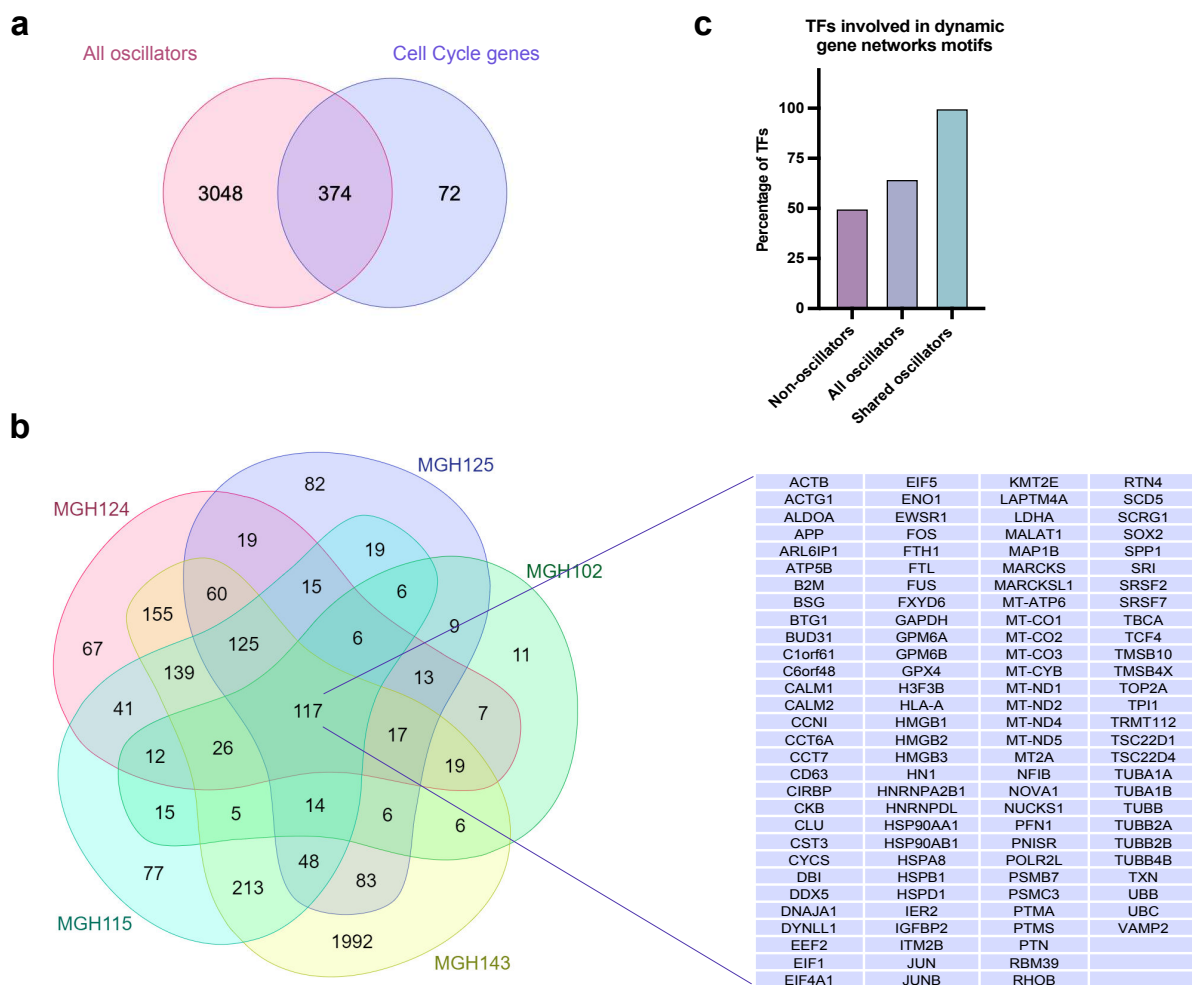 a
All oscillators
Cell Cycle genes
3048
374
72
c
TFs involved in dynamic
gene networks motifs
Percentage of TFs
100
75
50
25
0
Non-oscillators
All oscillators
Shared oscillators
b
MGH125
MGH124
MGH102
MGH115
MGH143
82
19
19
15
6
60
155
9
67
125
6
11
139
13
41
117
7
17
12
26
19
15
5
14
6
6
48
77
213
83
1992
ACTB EIF5 KMT2E RTN4
ACTG1 ENO1 LAPTM4A SCD5
ALDOA EWSR1 LDHA SCRG1
APP FOS MALAT1 SOX2
ARL6IP1 FTH1 MAP1B SPP1
ATP5B FTL MARCKS SRI
B2M FUS MARCKSL1 SRSF2
BSG FXYD6 MT-ATP6 SRSF7
BTG1 GAPDH MT-CO1 TBCA
BUD31 GPM6A MT-CO2 TCF4
C1orf61 GPM6B MT-CO3 TMSB10
C6orf48 GPX4 MT-CYB TMSB4X
CALM1 H3F3B MT-ND1 TOP2A
CALM2 HLA-A MT-ND2 TPI1
CCNI HMGB1 MT-ND4 TRMT112
CCT6A HMGB2 MT-ND5 TSC22D1
CCT7 HMGB3 MT2A TSC22D4
CD63 HN1 NFIB TUBA1A
CIRBP HNRNPA2B1 NOVA1 TUBA1B
CKB HNRNPDL NUCKS1 TUBB
CLU HSP90AA1 PFN1 TUBB2A
CST3 HSP90AB1 PNISR TUBB2B
CYCS HSPA8 POLR2L TUBB4B
DBI HSPB1 PSMB7 TXN
DDX5 HSPD1 PSMC3 UBB
DNAJA1 IER2 PTMA UBC
DYNLL1 IGFBP2 PTMS VAMP2
EEF2 ITM2B PTN
EIF1 JUN RBM39
EIF4A1 JUNB RHOB